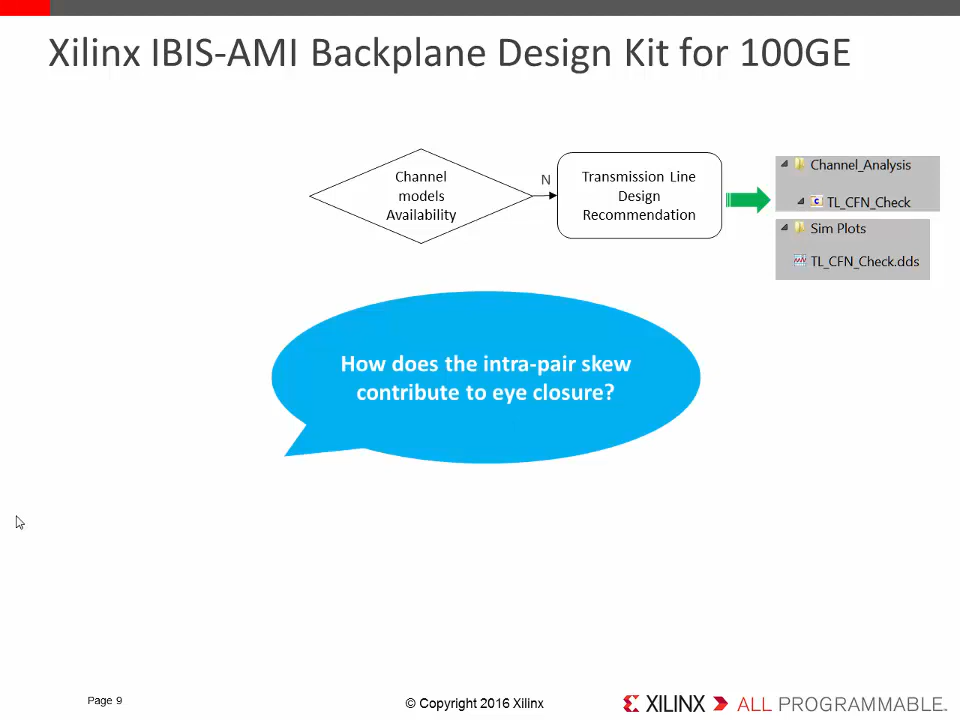 Xilinx IBIS-AMI Backplane Design Kit for 100GE
Channel
models
Availability
N
Transmission Line
Design
Recommendation
Channel_Analysis
TL_CFN_Check
Sim Plots
TL_CFN_Check.dds
How does the intra-pair skew
contribute to eye closure?
Page 9
© Copyright 2016 Xilinx
XILINX
ALL PROGRAMMABLE™